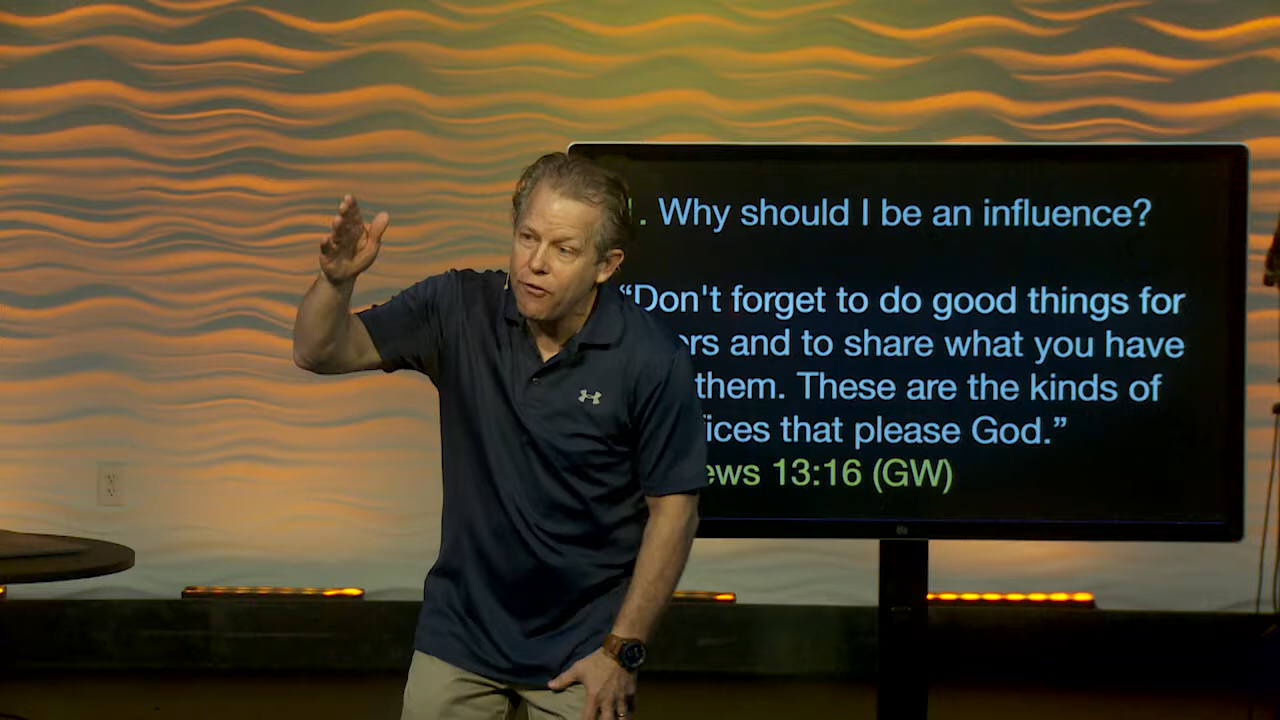 . Why should I be an influence?
“Don't forget to do good things for
ers and to share what you have
them. These are the kinds of
fices that please God.”
ews 13:16 (GW)